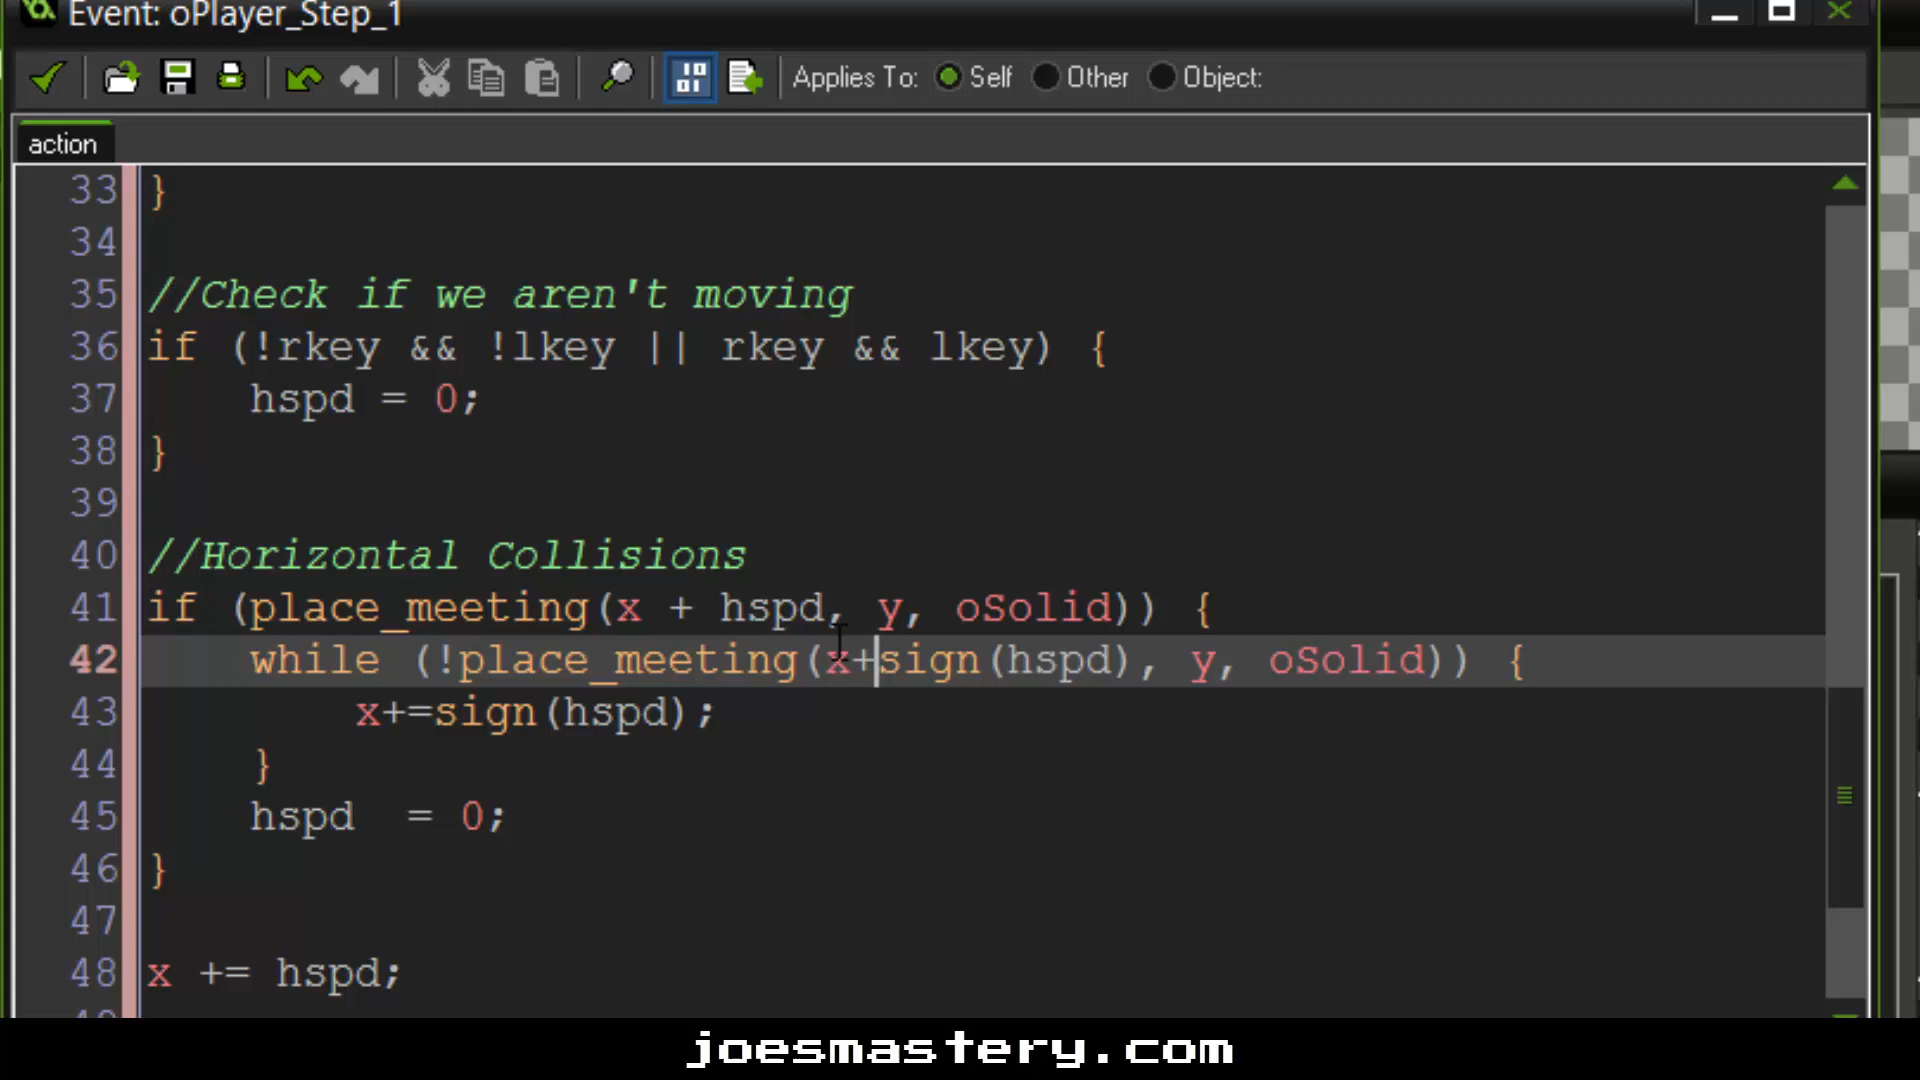 Event: oPlayer_Step_1
Applies To: Self Other Object:
action
33 }
34
35 //Check if we aren't moving
36 if (!rkey && !lkey || rkey && lkey) {
37     hspd = 0;
38 }
39
40 //Horizontal Collisions
41 if (place_meeting(x + hspd, y, oSolid)) {
42     while (!place_meeting(x+sign(hspd), y, oSolid)) {
43         x+=sign(hspd);
44     }
45     hspd  = 0;
46 }
47
48 x += hspd;
joesmastery.com